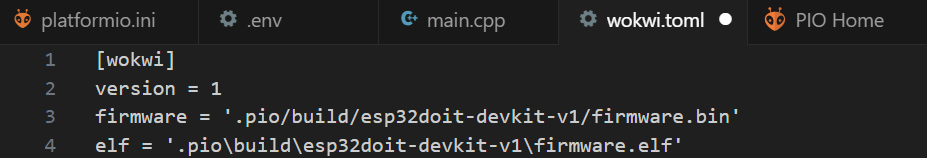 platformio.ini .env main.cpp wokwi.toml PIO Home
1 [wokwi]
2 version = 1
3 firmware = '.pio/build/esp32doit-devkit-v1/firmware.bin'
4 elf = '.pio\build\esp32doit-devkit-v1\firmware.elf'